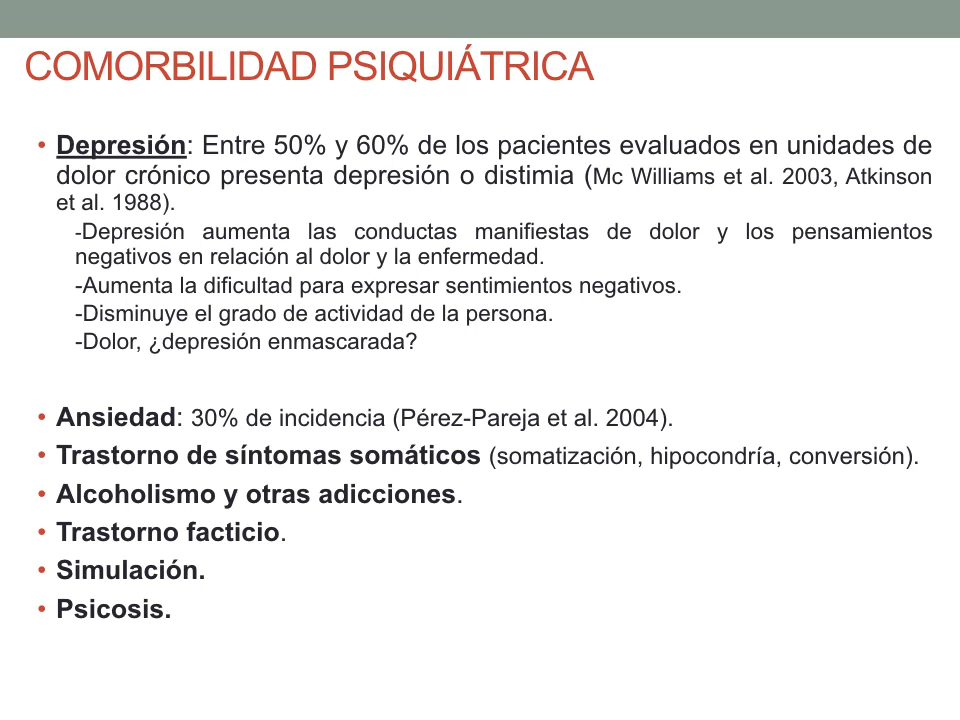 COMORBILIDAD PSIQUIÁTRICA
• Depresión: Entre 50% y 60% de los pacientes evaluados en unidades de
dolor crónico presenta depresión o distimia (Mc Williams et al. 2003, Atkinson
et al. 1988).
-Depresión aumenta las conductas manifiestas de dolor y los pensamientos
negativos en relación al dolor y la enfermedad.
-Aumenta la dificultad para expresar sentimientos negativos.
-Disminuye el grado de actividad de la persona.
-Dolor, ¿depresión enmascarada?
• Ansiedad: 30% de incidencia (Pérez-Pareja et al. 2004).
• Trastorno de síntomas somáticos (somatización, hipocondría, conversión).
• Alcoholismo y otras adicciones.
• Trastorno facticio.
• Simulación.
• Psicosis.